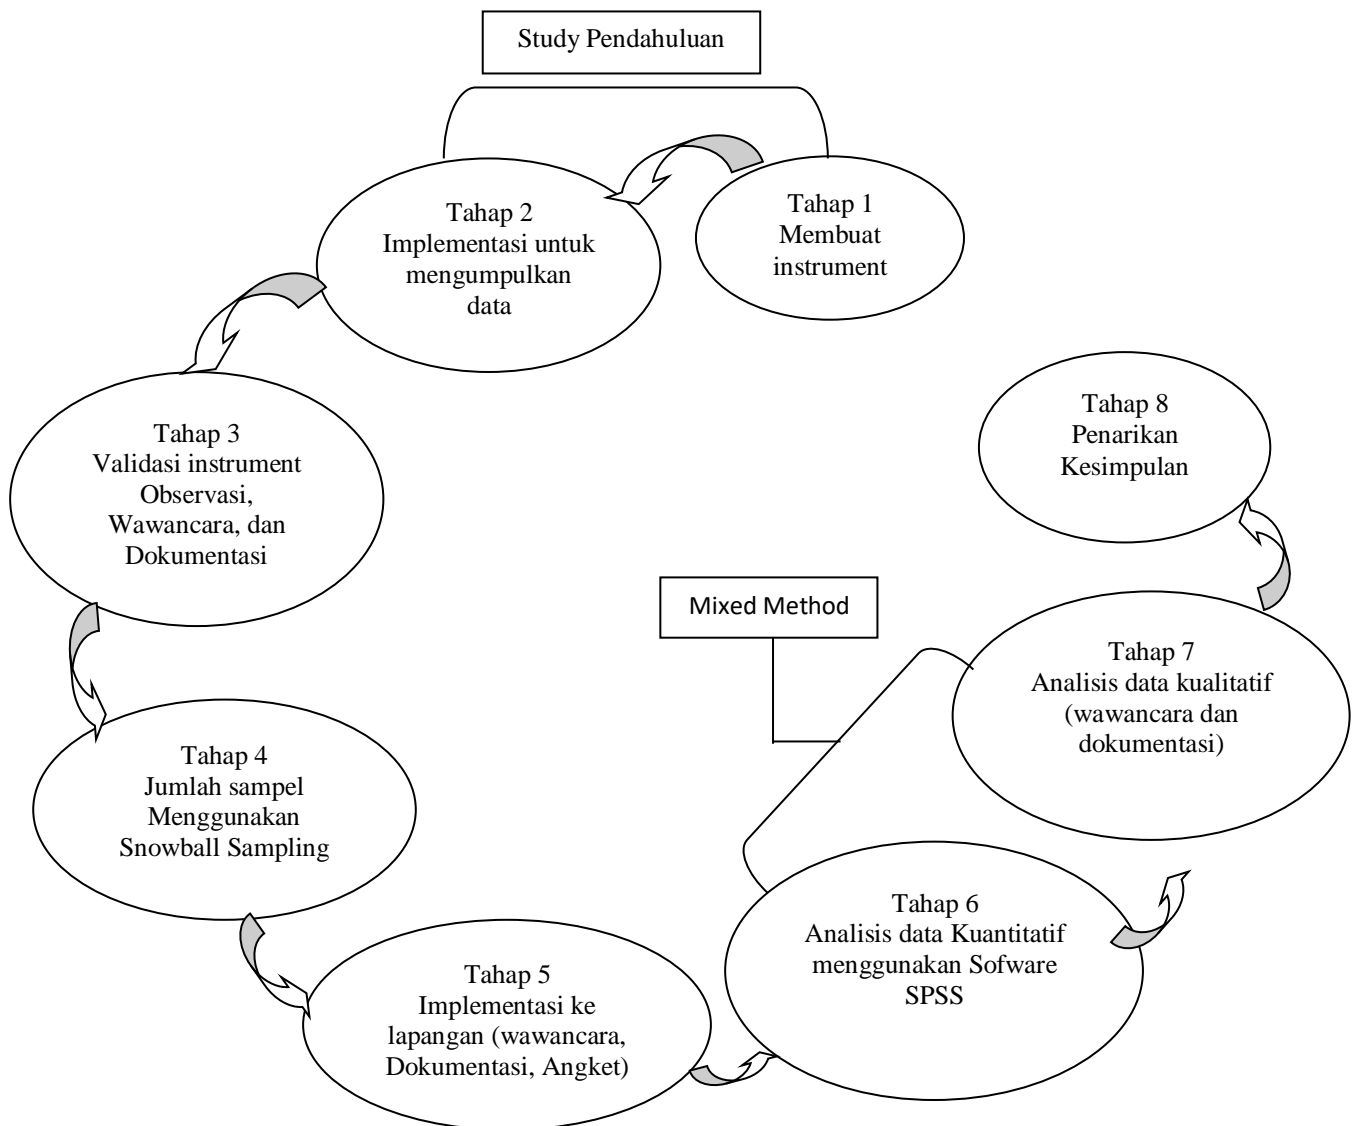 Study Pendahuluan
Tahap 1
Membuat
instrument
Tahap 2
Implementasi untuk
mengumpulkan
data
Tahap 3
Validasi instrument
Observasi,
Wawancara, dan
Dokumentasi
Tahap 4
Jumlah sampel
Menggunakan
Snowball Sampling
Tahap 5
Implementasi ke
lapangan (wawancara,
Dokumentasi, Angket)
Mixed Method
Tahap 6
Analisis data Kuantitatif
menggunakan Sofware
SPSS
Tahap 7
Analisis data kualitatif
(wawancara dan
dokumentasi)
Tahap 8
Penarikan
Kesimpulan